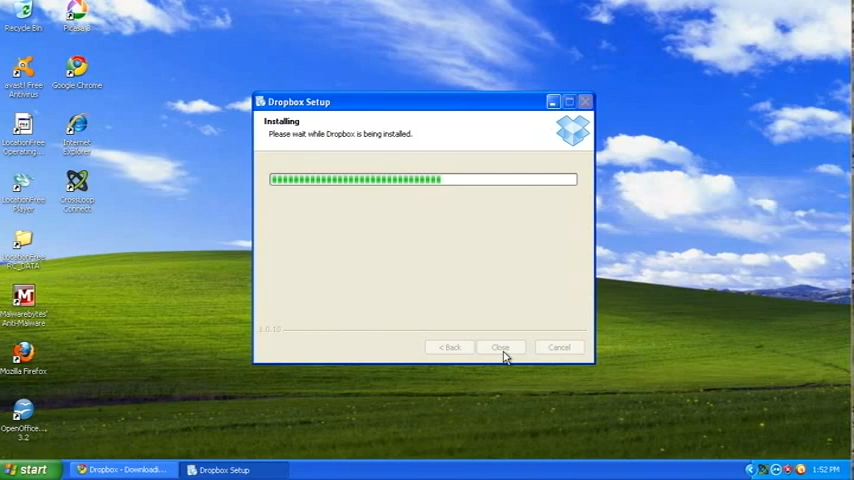 Recycle Bin
Picasa 3
avast! Free
Antivirus
Google Chrome
LocationFree
Operating...
Internet
Explorer
LocationFree
Player
CrossLoop
Connect
LocationFree
RC_DATA
Malwarebytes'
Anti-Malware
Mozilla Firefox
OpenOffice....
3.2
Dropbox Setup
Installing
Please wait while Dropbox is being installed.
1.0.10
< Back
Close
Cancel
start
Dropbox - Downloadi...
Dropbox Setup
1:52 PM